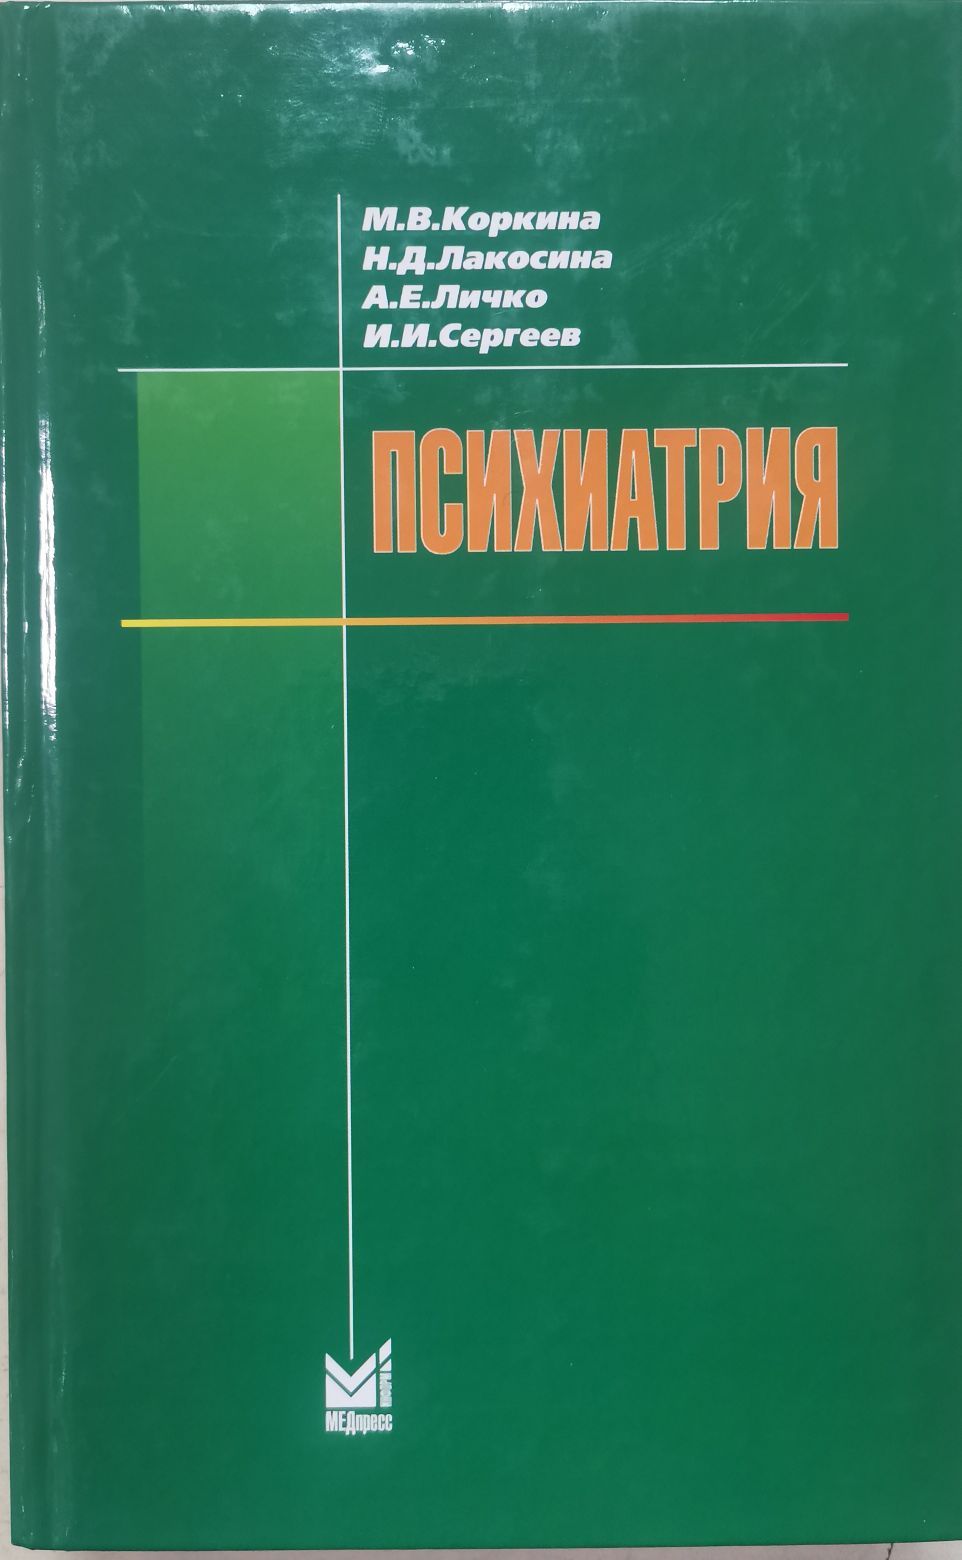 М.В.Коркина
Н.Д.Лакосина
А.Е.Личко
И.И.Сергеев
ПСИХИАТРИЯ
МЕДпресс